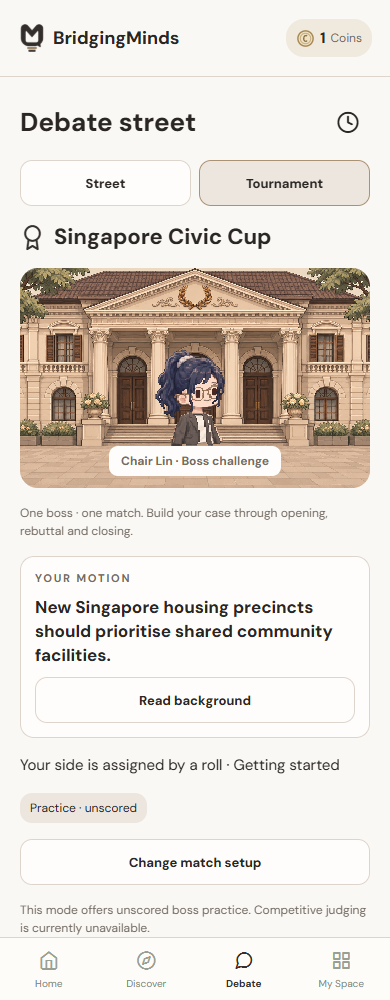 BridgingMinds
1 Coins
Debate street
Street
Tournament
Singapore Civic Cup
Chair Lin · Boss challenge
One boss · one match. Build your case through opening,
rebuttal and closing.
YOUR MOTION
New Singapore housing precincts
should prioritise shared community
facilities.
Read background
Your side is assigned by a roll · Getting started
Practice · unscored
Change match setup
This mode offers unscored boss practice. Competitive judging
is currently unavailable.
Home
Discover
Debate
My Space